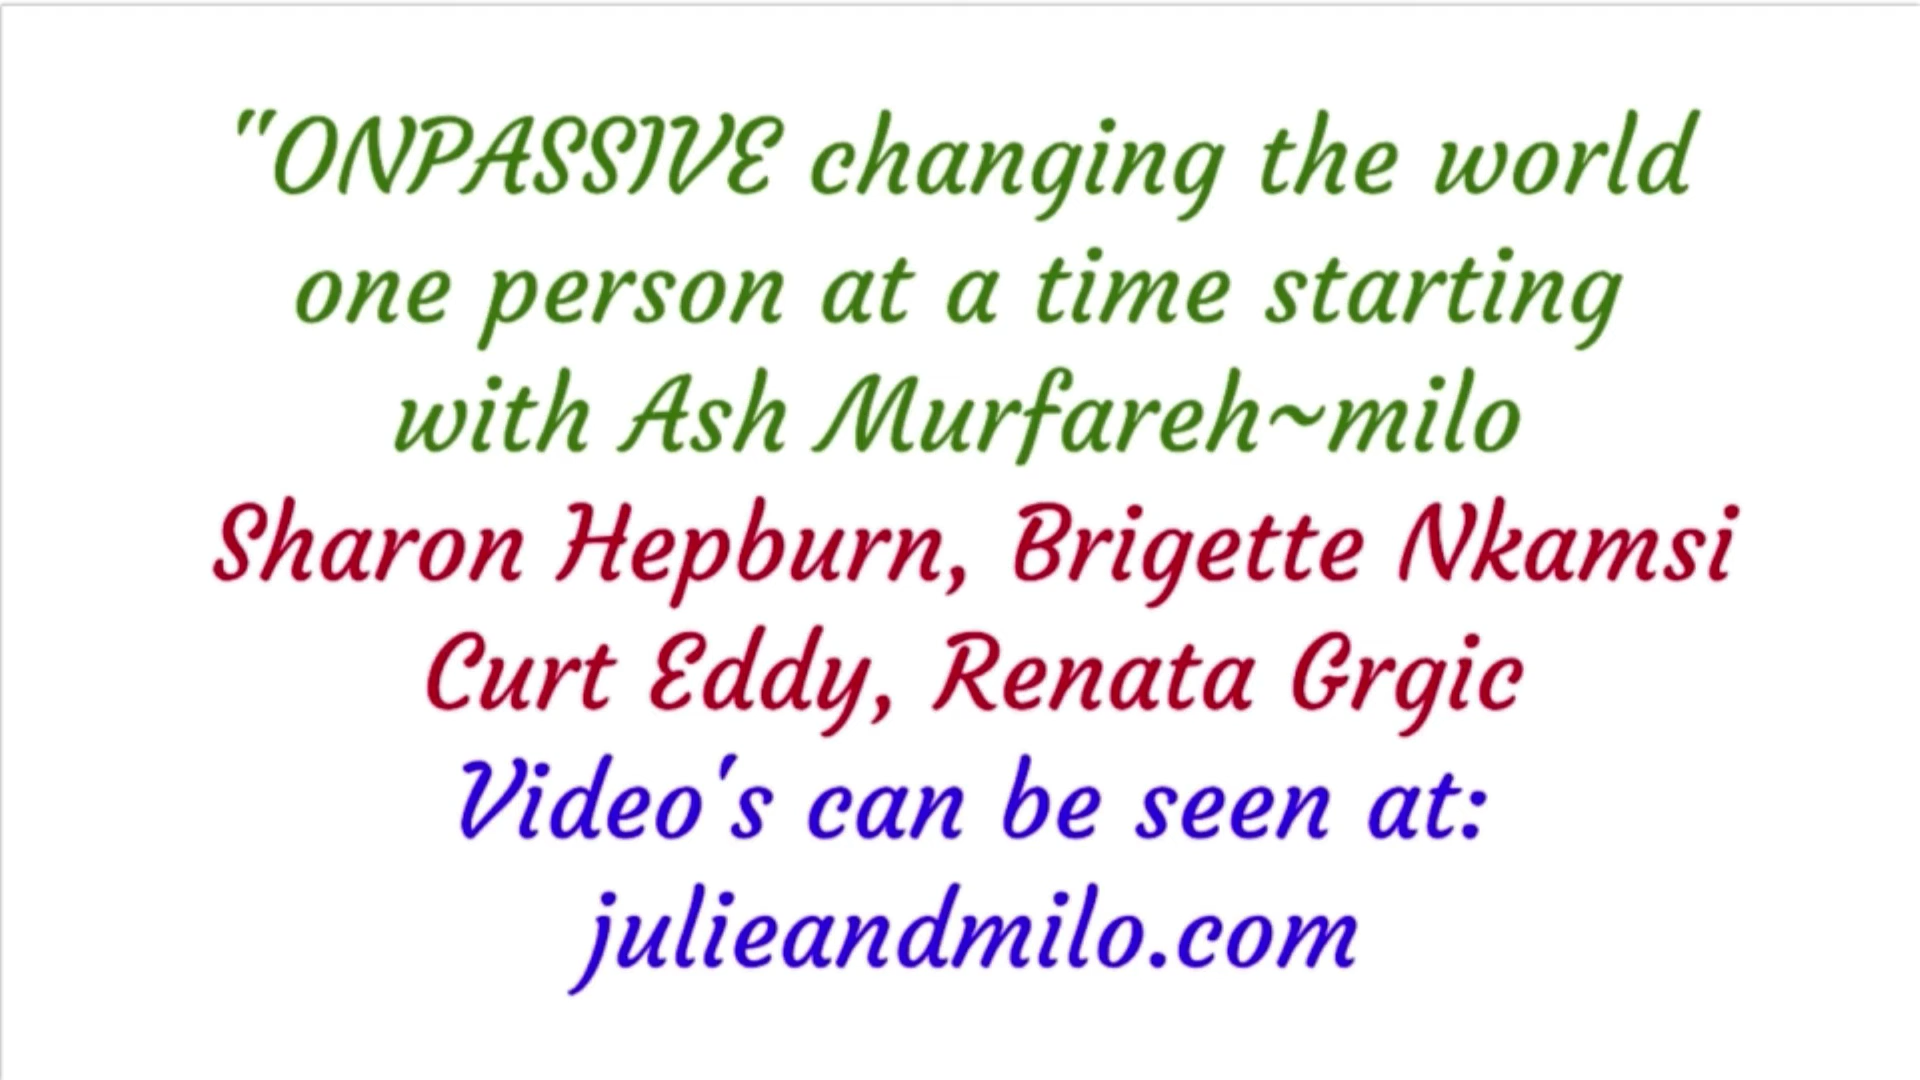 "ONPASSIVE changing the world
one person at a time starting
with Ash Murfareh~milo
Sharon Hepburn, Brigette Nkamsi
Curt Eddy, Renata Grgic
Video's can be seen at:
julieandmilo.com